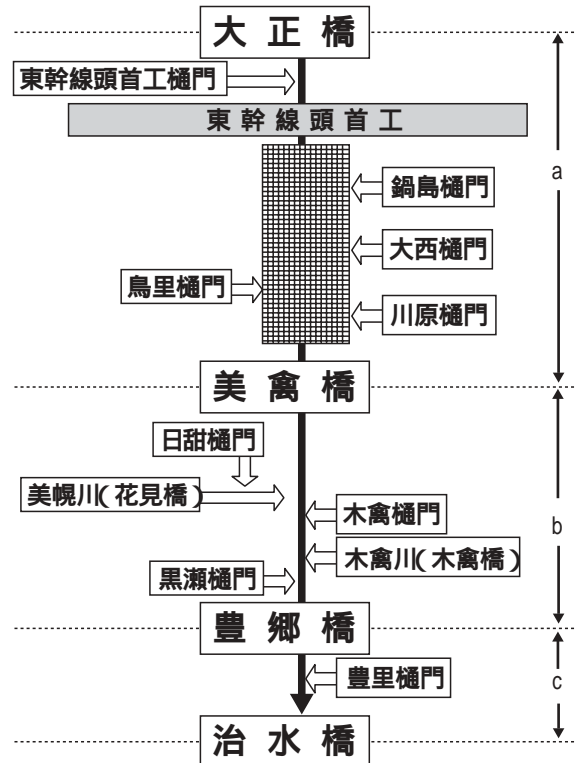 大正橋
東幹線頭首工樋門
東幹線頭首工
a
鍋島樋門
大西樋門
鳥里樋門
川原樋門
美禽橋
日甜樋門
美幌川(花見橋)
木禽樋門
b
木禽川(木禽橋)
黒瀬樋門
豊郷橋
豊里樋門
c
治水橋